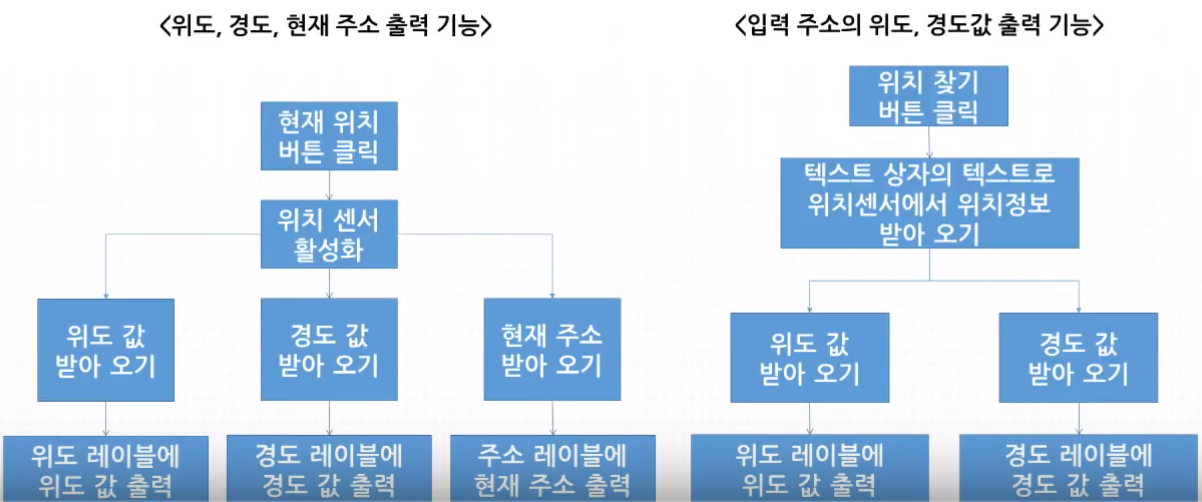 <위도, 경도, 현재 주소 출력 기능>
현재 위치
버튼 클릭
위치 센서
활성화
위도 값
받아 오기
경도 값
받아 오기
현재 주소
받아 오기
위도 레이블에
위도 값 출력
경도 레이블에
경도 값 출력
주소 레이블에
현재 주소 출력
<입력 주소의 위도, 경도값 출력 기능>
위치 찾기
버튼 클릭
텍스트 상자의 텍스트로
위치센서에서 위치정보
받아 오기
위도 값
받아 오기
경도 값
받아 오기
위도 레이블에
위도 값 출력
경도 레이블에
경도 값 출력